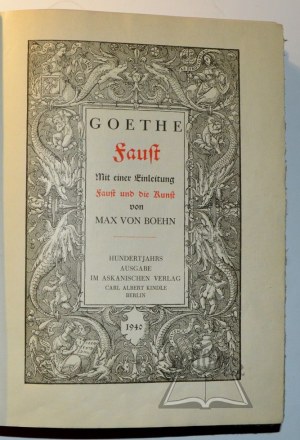 GOETHE
Faust
Mit einer Einleitung
Faust und die Kunst
von
MAX VON BOEHN
HUNDERTJAHRS
AUSGABE
IM ASKANISCHEN VERLAG
CARL ALBERT KINDLE
BERLIN
1940